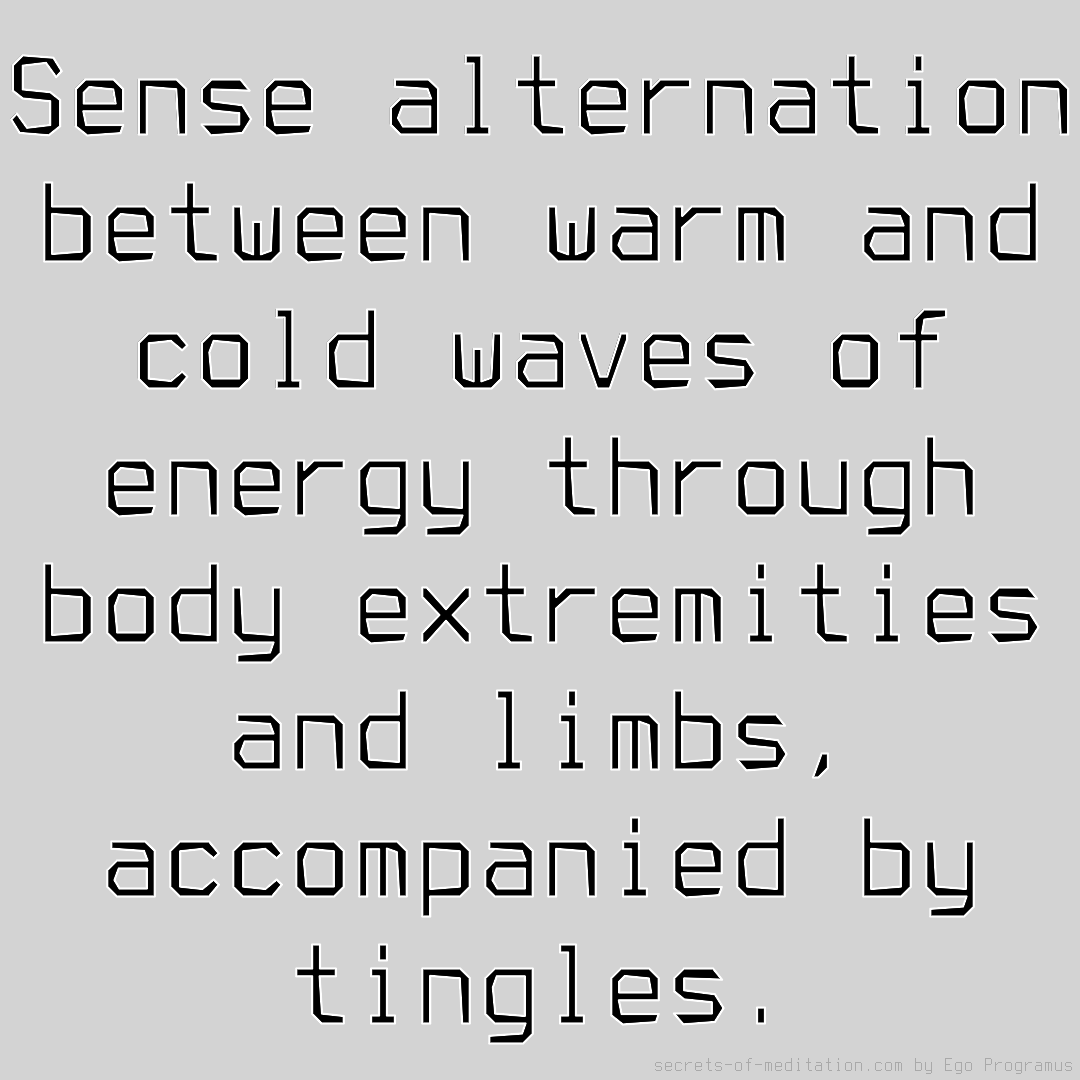 Sense alternation
between warm and
cold waves of
energy through
body extremities
and limbs,
accompanied by
tingles.
secrets-of-meditation.com by Ego Programus